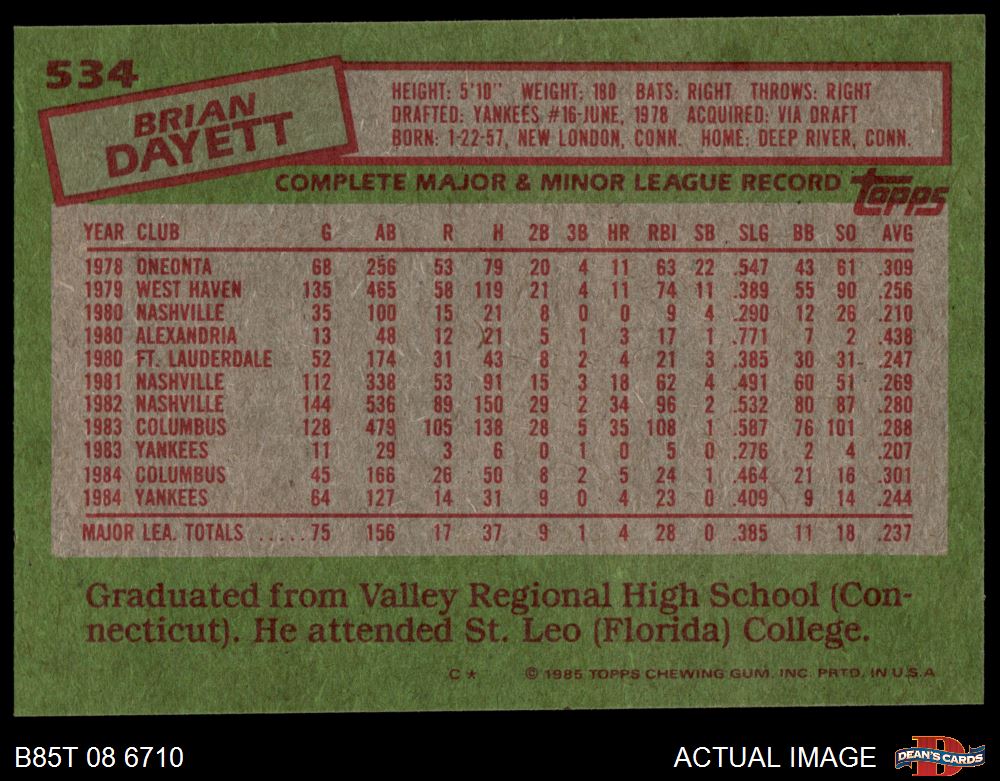 534
BRIAN
DAYETT
HEIGHT: 5'10" WEIGHT: 180 BATS: RIGHT THROWS: RIGHT
DRAFTED: YANKEES #16-JUNE, 1978 ACQUIRED: VIA DRAFT
BORN: 1-22-57, NEW LONDON, CONN. HOME: DEEP RIVER, CONN.
COMPLETE MAJOR & MINOR LEAGUE RECORD topps
YEAR CLUB G AB R H 2B 3B HR RBI SB SLG BB SO AVG
1978 ONEONTA 68 256 53 79 20 4 11 63 22 .547 43 61 .309
1979 WEST HAVEN 135 465 58 119 21 4 11 74 11 .389 55 90 .256
1980 NASHVILLE 35 100 15 21 8 0 0 9 4 .290 12 26 .210
1980 ALEXANDRIA 13 48 12 21 5 1 3 17 1 .771 7 2 .438
1980 FT. LAUDERDALE 52 174 31 43 8 2 4 21 3 .385 30 31 .247
1981 NASHVILLE 112 338 53 91 15 3 18 62 4 .491 60 51 .269
1982 NASHVILLE 144 536 89 150 29 2 34 96 2 .532 80 87 .280
1983 COLUMBUS 128 479 105 138 28 5 35 108 1 .587 76 101 .288
1983 YANKEES 11 29 3 6 0 1 0 5 0 .276 2 4 .207
1984 COLUMBUS 45 166 26 50 8 2 5 24 1 .464 21 16 .301
1984 YANKEES 64 127 14 31 9 0 4 23 0 .409 9 14 .244
MAJOR LEA. TOTALS .....75 156 17 37 9 1 4 28 0 .385 11 18 .237
Graduated from Valley Regional High School (Con-
necticut). He attended St. Leo (Florida) College.
C* © 1985 TOPPS CHEWING GUM, INC. PRTD. IN U.S.A
B85T 08 6710 ACTUAL IMAGE D DEAN'S CARDS